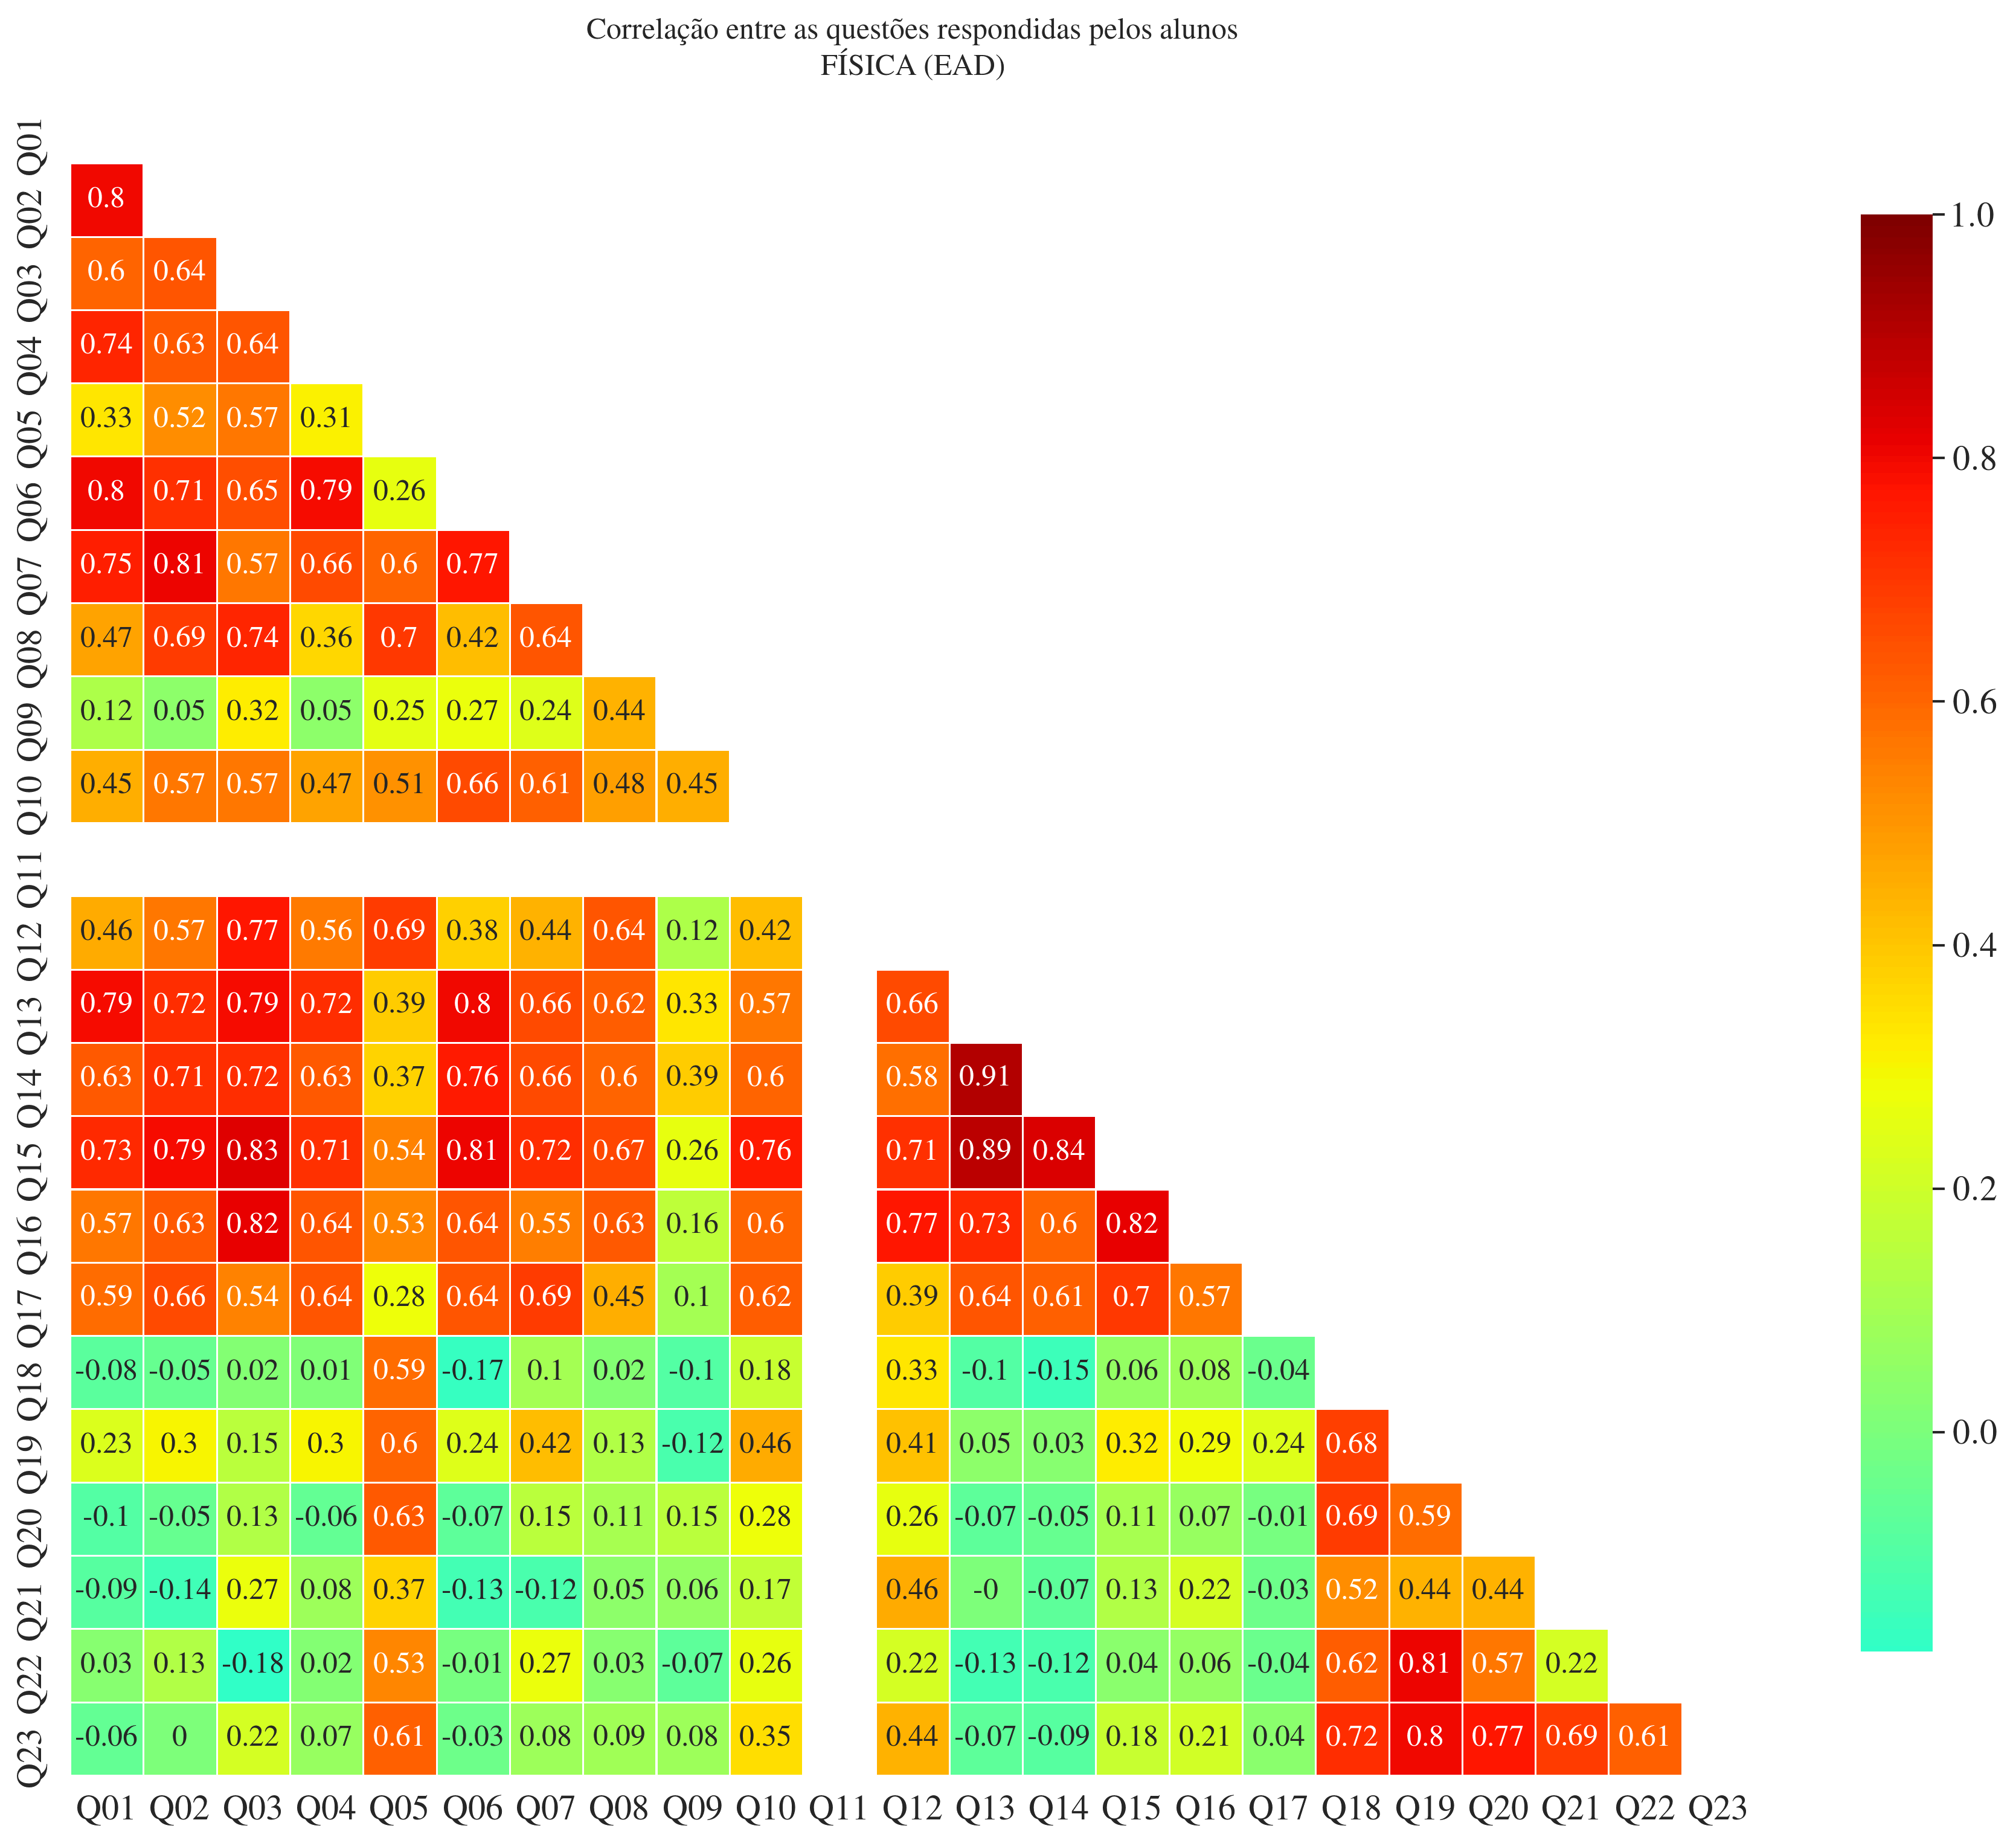 Correlação entre as questões respondidas pelos alunos
FÍSICA (EAD)
Q01
Q02 0.8
Q03 0.6 0.64
Q04 0.74 0.63 0.64
Q05 0.33 0.52 0.57 0.31
Q06 0.8 0.71 0.65 0.79 0.26
Q07 0.75 0.81 0.57 0.66 0.6 0.77
Q08 0.47 0.69 0.74 0.36 0.7 0.42 0.64
Q09 0.12 0.05 0.32 0.05 0.25 0.27 0.24 0.44
Q10 0.45 0.57 0.57 0.47 0.51 0.66 0.61 0.48 0.45
Q11
Q12 0.46 0.57 0.77 0.56 0.69 0.38 0.44 0.64 0.12 0.42
Q13 0.79 0.72 0.79 0.72 0.39 0.8 0.66 0.62 0.33 0.57 0.66
Q14 0.63 0.71 0.72 0.63 0.37 0.76 0.66 0.6 0.39 0.6 0.58 0.91
Q15 0.73 0.79 0.83 0.71 0.54 0.81 0.72 0.67 0.26 0.76 0.71 0.89 0.84
Q16 0.57 0.63 0.82 0.64 0.53 0.64 0.55 0.63 0.16 0.6 0.77 0.73 0.6 0.82
Q17 0.59 0.66 0.54 0.64 0.28 0.64 0.69 0.45 0.1 0.62 0.39 0.64 0.61 0.7 0.57
Q18 -0.08 -0.05 0.02 0.01 0.59 -0.17 0.1 0.02 -0.1 0.18 0.33 -0.1 -0.15 0.06 0.08 -0.04
Q19 0.23 0.3 0.15 0.3 0.6 0.24 0.42 0.13 -0.12 0.46 0.41 0.05 0.03 0.32 0.29 0.24 0.68
Q20 -0.1 -0.05 0.13 -0.06 0.63 -0.07 0.15 0.11 0.15 0.28 0.26 -0.07 -0.05 0.11 0.07 -0.01 0.69 0.59
Q21 -0.09 -0.14 0.27 0.08 0.37 -0.13 -0.12 0.05 0.06 0.17 0.46 -0 -0.07 0.13 0.22 -0.03 0.52 0.44 0.44
Q22 0.03 0.13 -0.18 0.02 0.53 -0.01 0.27 0.03 -0.07 0.26 0.22 -0.13 -0.12 0.04 0.06 -0.04 0.62 0.81 0.57 0.22
Q23 -0.06 0 0.22 0.07 0.61 -0.03 0.08 0.09 0.08 0.35 0.44 -0.07 -0.09 0.18 0.21 0.04 0.72 0.8 0.77 0.69 0.61
Q01 Q02 Q03 Q04 Q05 Q06 Q07 Q08 Q09 Q10 Q11 Q12 Q13 Q14 Q15 Q16 Q17 Q18 Q19 Q20 Q21 Q22 Q23
1.0
0.8
0.6
0.4
0.2
0.0